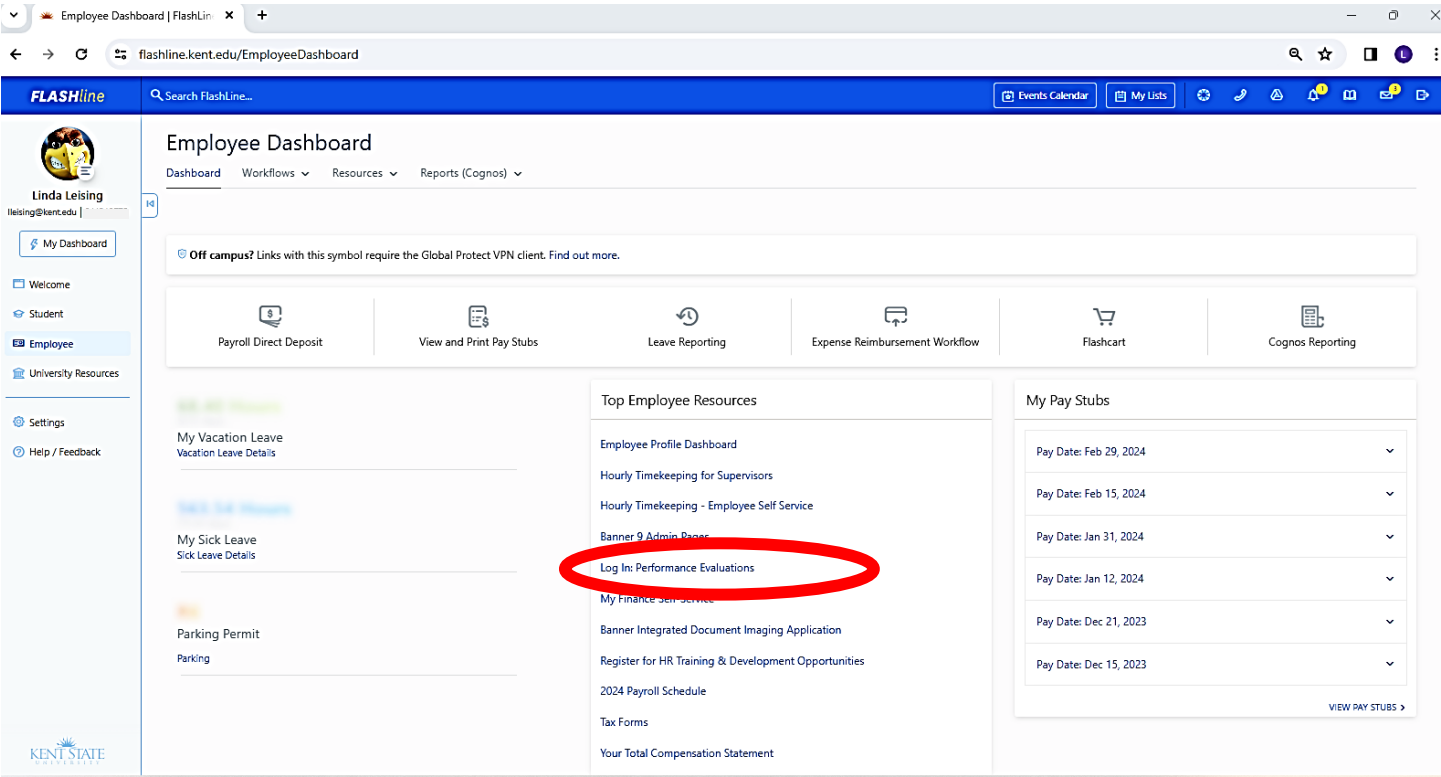 Employee Dashboard | FlashLin
flashline.kent.edu/EmployeeDashboard
L
FLASHline
Search FlashLine...
Events Calendar
My Lists
1
3
Linda Leising
lleising@kent.edu |
My Dashboard
Welcome
Student
Employee
University Resources
Settings
Help / Feedback
KENT STATE
UNIVERSITY
Employee Dashboard
Dashboard Workflows Resources Reports (Cognos)
Off campus? Links with this symbol require the Global Protect VPN client. Find out more.
Payroll Direct Deposit
View and Print Pay Stubs
Leave Reporting
Expense Reimbursement Workflow
Flashcart
Cognos Reporting
My Vacation Leave
Vacation Leave Details
My Sick Leave
Sick Leave Details
Parking Permit
Parking
Top Employee Resources
Employee Profile Dashboard
Hourly Timekeeping for Supervisors
Hourly Timekeeping - Employee Self Service
Banner 9 Admin Pages
Log In: Performance Evaluations
My Finance Self-Service
Banner Integrated Document Imaging Application
Register for HR Training & Development Opportunities
2024 Payroll Schedule
Tax Forms
Your Total Compensation Statement
My Pay Stubs
Pay Date: Feb 29, 2024
Pay Date: Feb 15, 2024
Pay Date: Jan 31, 2024
Pay Date: Jan 12, 2024
Pay Date: Dec 21, 2023
Pay Date: Dec 15, 2023
VIEW PAY STUBS